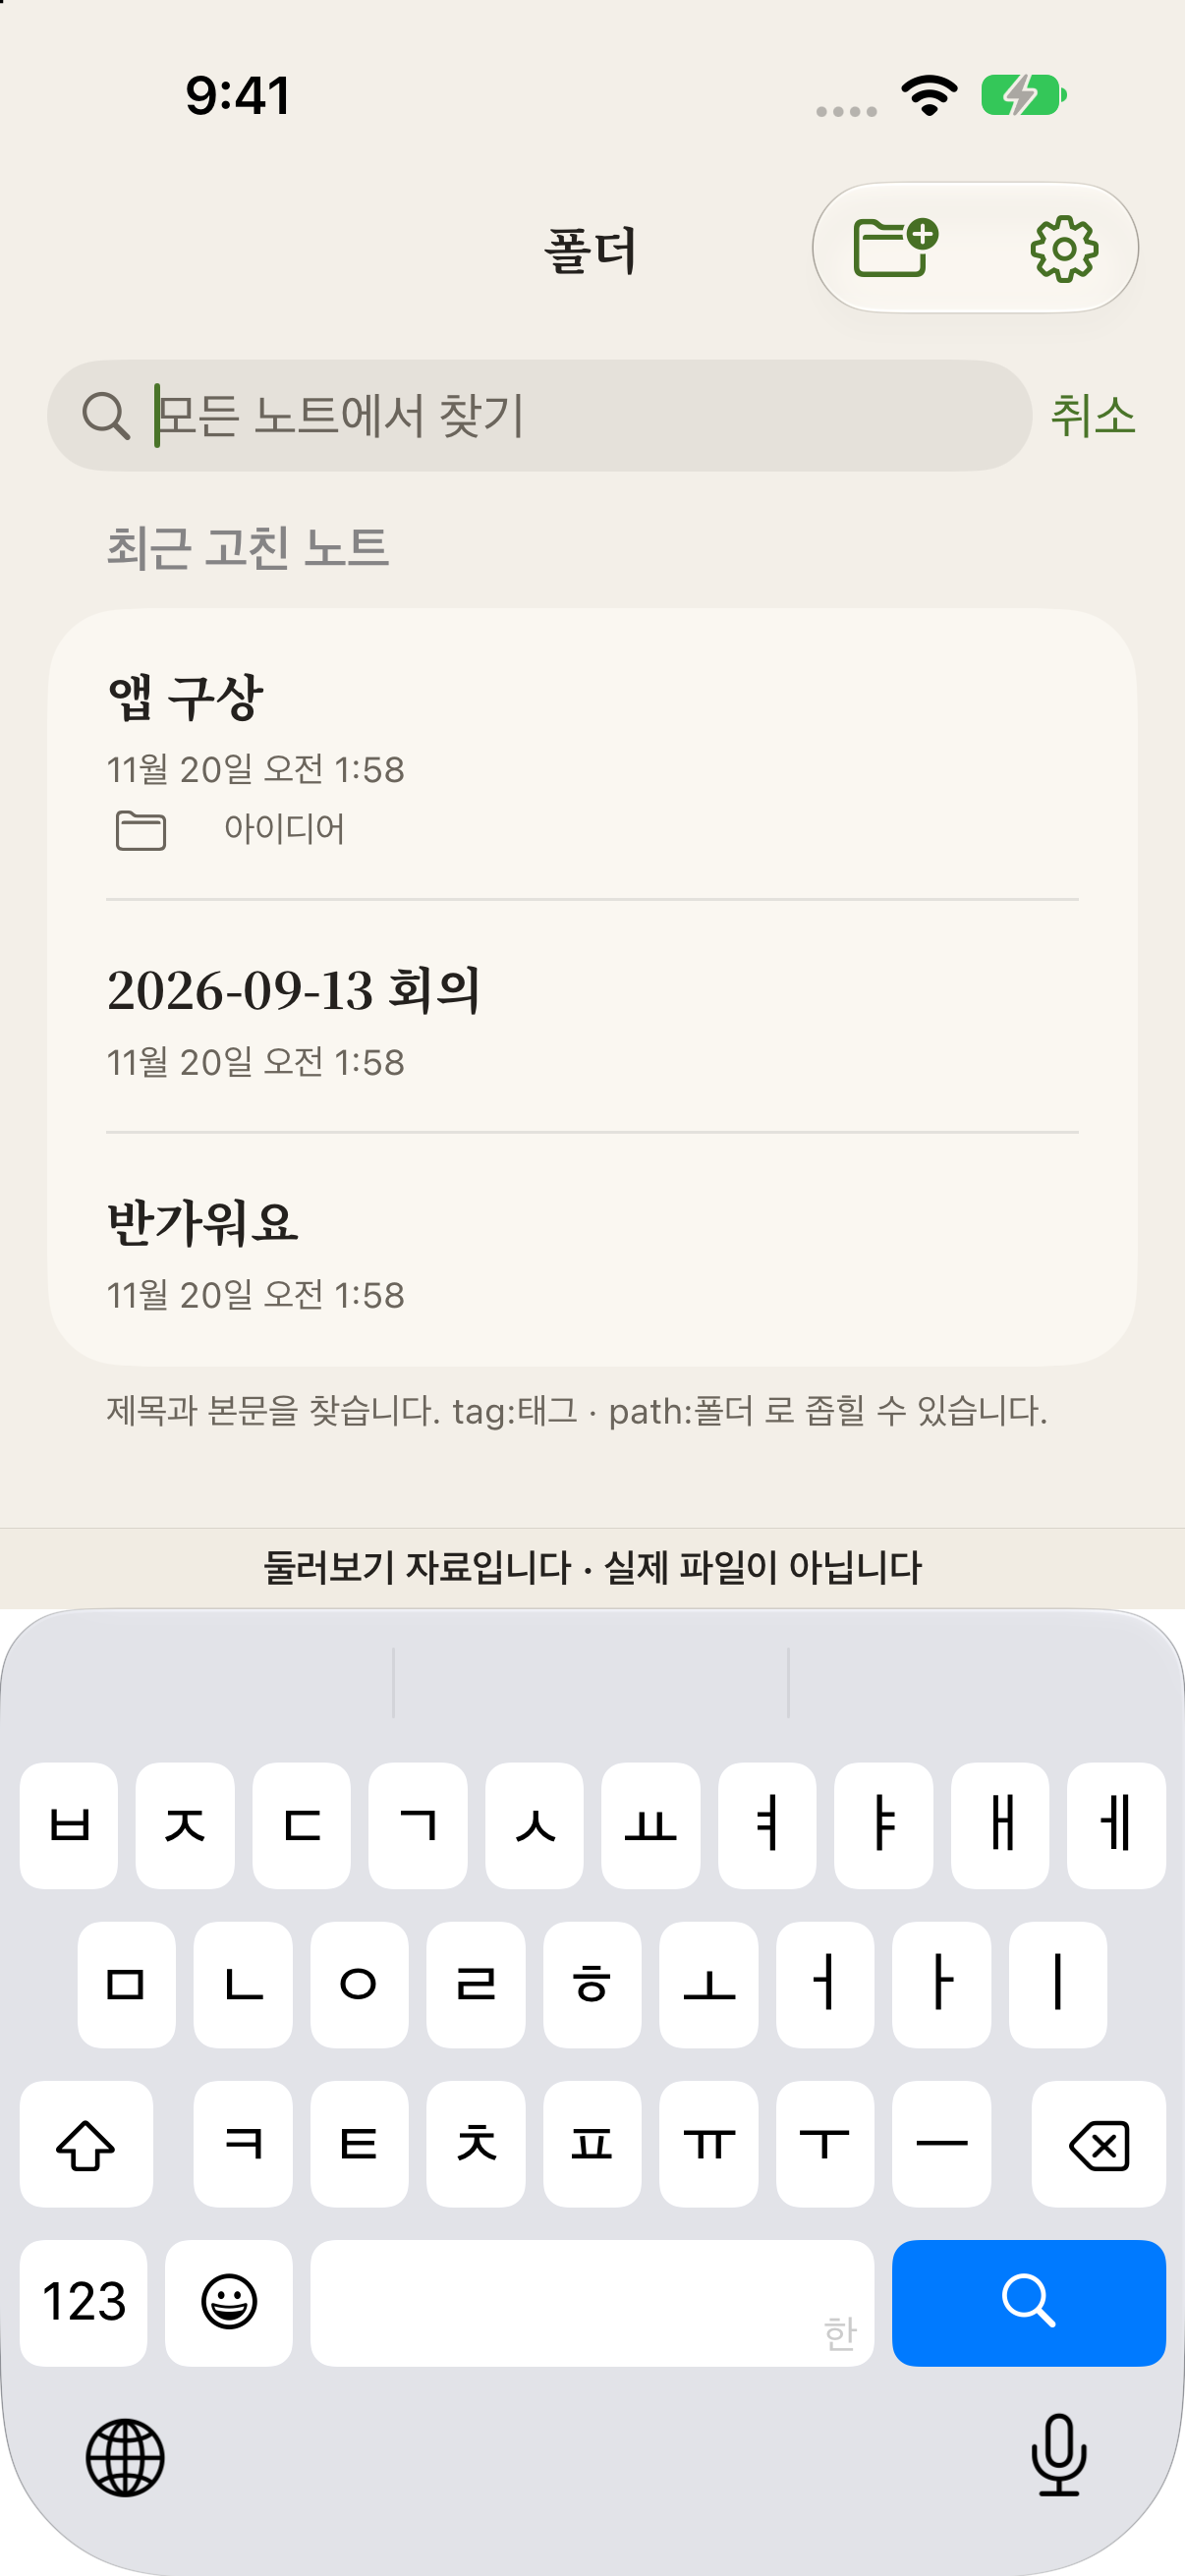 9:41
폴더
모든 노트에서 찾기
취소
최근 고친 노트
앱 구상
11월 20일 오전 1:58
아이디어
2026-09-13 회의
11월 20일 오전 1:58
반가워요
11월 20일 오전 1:58
제목과 본문을 찾습니다. tag:태그 · path:폴더 로 좁힐 수 있습니다.
둘러보기 자료입니다 · 실제 파일이 아닙니다
ㅂ ㅈ ㄷ ㄱ ㅅ ㅛ ㅕ ㅑ ㅐ ㅔ
ㅁ ㄴ ㅇ ㄹ ㅎ ㅗ ㅓ ㅏ ㅣ
ㅋ ㅌ ㅊ ㅍ ㅠ ㅜ ㅡ
123 한